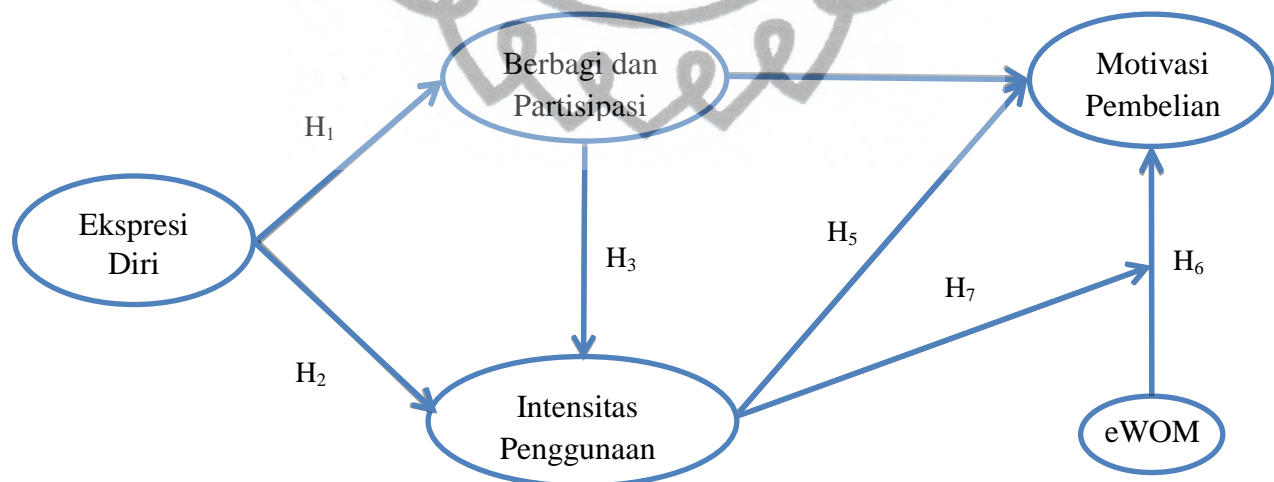 Berbagi dan
Partisipasi
Motivasi
Pembelian
H₁
Ekspresi
Diri
H₅
H₃
H₆
H₇
H₂
Intensitas
Penggunaan
eWOM